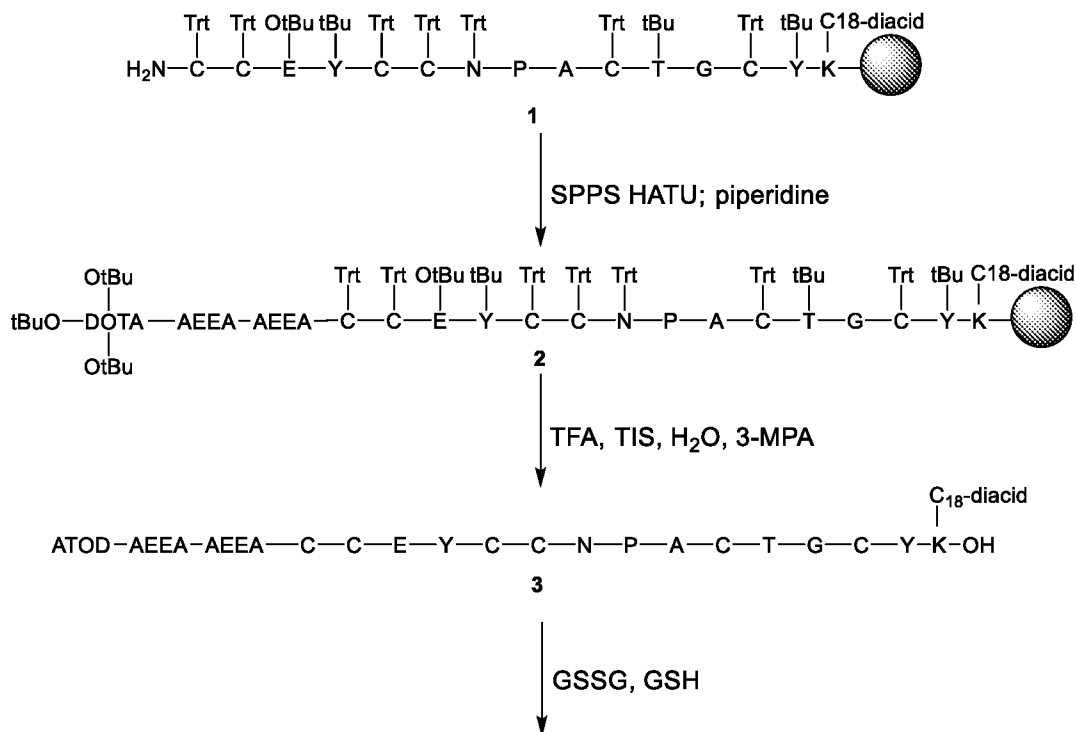 Trt Trt OtBu tBu Trt Trt Trt Trt tBu Trt tBu C18-diacid
H2N C C E Y C C N P A C T G C Y K
1
SPPS HATU; piperidine
OtBu Trt Trt OtBu tBu Trt Trt Trt Trt tBu Trt tBu C18-diacid
tBuO DOTA AEEA AEEA C C E Y C C N P A C T G C Y K
OtBu
2
TFA, TIS, H2O, 3-MPA
C18-diacid
ATOD AEEA AEEA C C E Y C C N P A C T G C Y K OH
3
GSSG, GSH